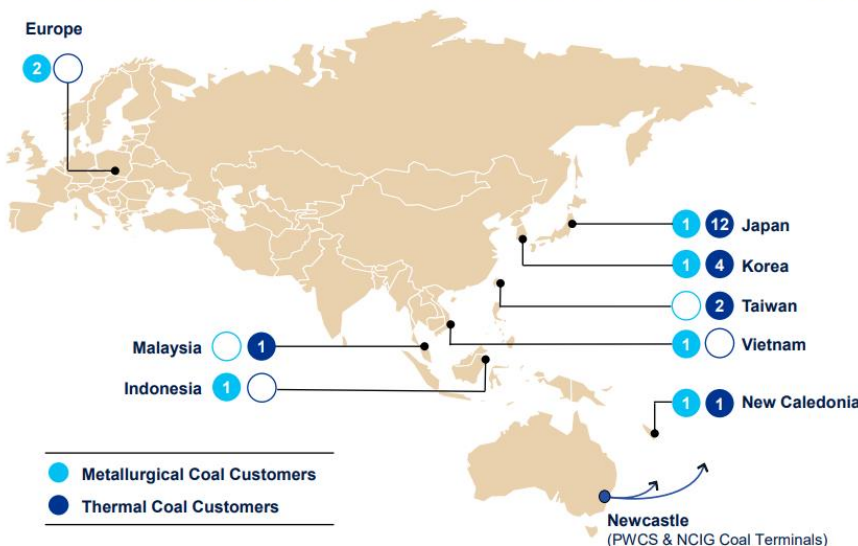 Europe
2
1 12 Japan
1 4 Korea
2 Taiwan
Malaysia 1
1 Vietnam
Indonesia 1
1 1 New Caledonia
Metallurgical Coal Customers
Thermal Coal Customers
Newcastle
(PWCS & NCIG Coal Terminals)